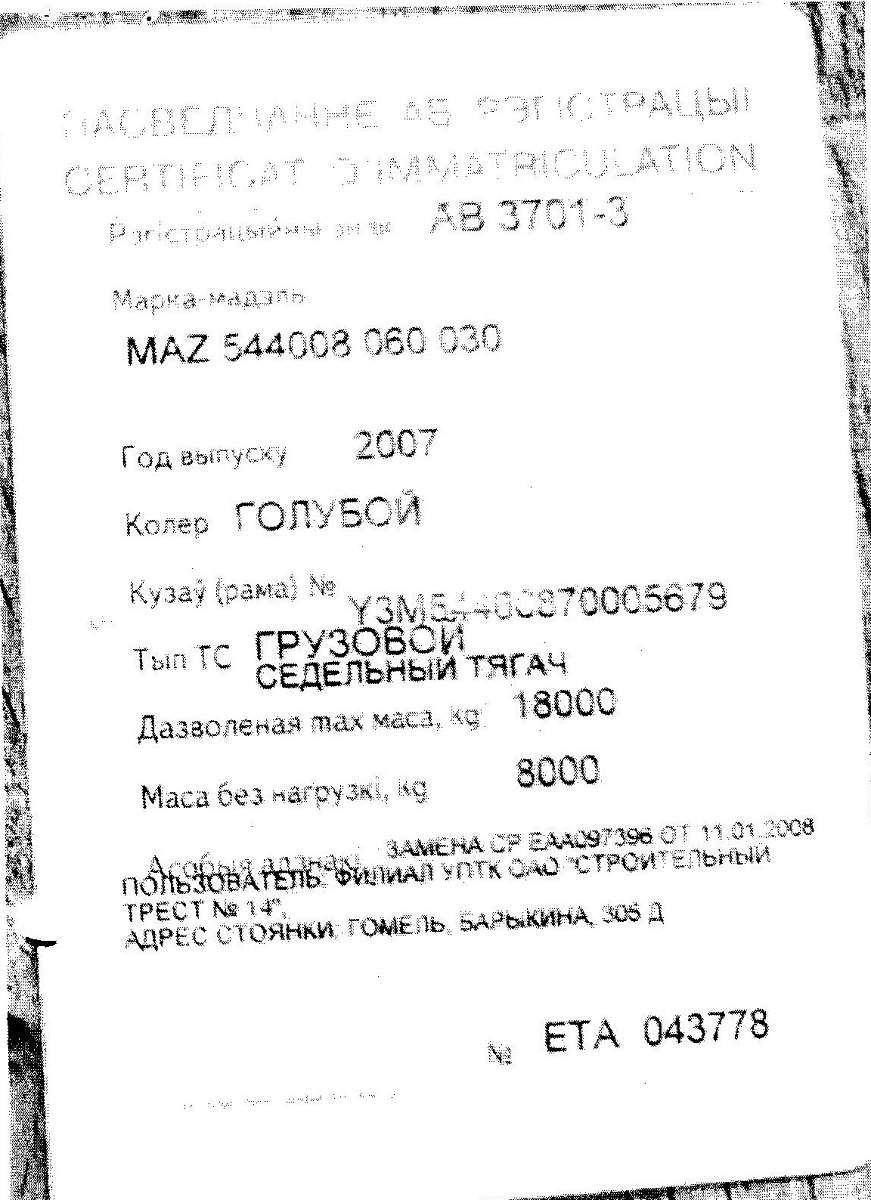 ПАСВЕДЧАННЕ АБ РЭГІСТРАЦЫІ
CERTIFICAT D'IMMATRICULATION
Рэгістрацыйны знак АВ 3701-3
Марка-мадэль
MAZ 544008 060 030
Год выпуску 2007
Колер ГОЛУБОЙ
Кузаў (рама) № Y3M54408870005679
Тып ТС ГРУЗОВОЙ
СЕДЕЛЬНЫЙ ТЯГАЧ
Дазволеная max маса, kg 18000
Маса без нагрузкі, kg 8000
Асобыя адзнакі ЗАМЕНА СР ЕАА097396 ОТ 11.01.2008
ПОЛЬЗОВАТЕЛЬ: ФИЛИАЛ УПТК ОАО "СТРОИТЕЛЬНЫЙ
ТРЕСТ № 14",
АДРЕС СТОЯНКИ: ГОМЕЛЬ, БАРЫКИНА, 305 Д
№ ЕТА 043778